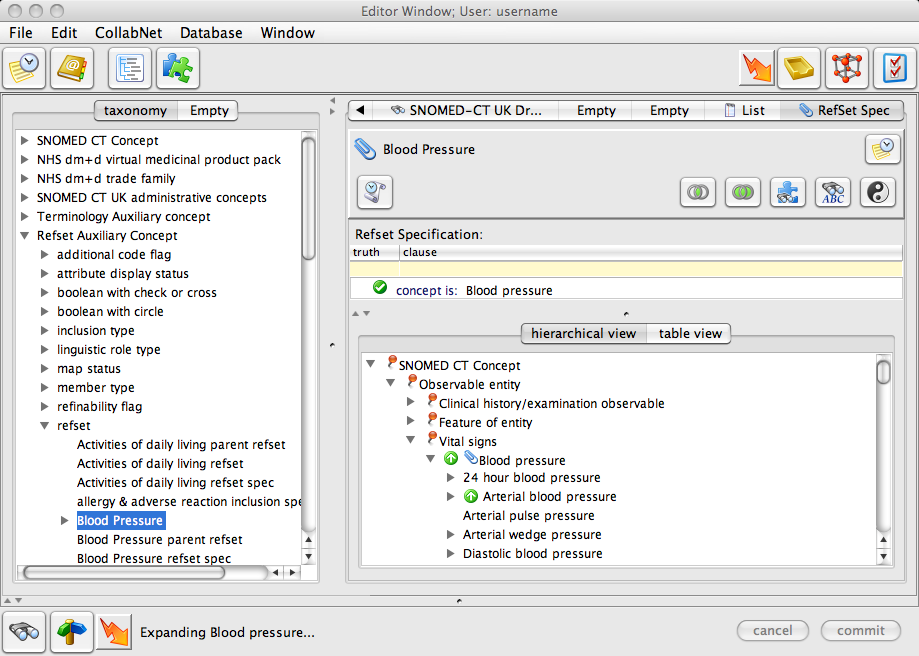 Editor Window; User: username
File Edit CollabNet Database Window
taxonomy Empty
SNOMED CT Concept
NHS dm+d virtual medicinal product pack
NHS dm+d trade family
SNOMED CT UK administrative concepts
Terminology Auxiliary concept
Refset Auxiliary Concept
additional code flag
attribute display status
boolean with check or cross
boolean with circle
inclusion type
linguistic role type
map status
member type
refinability flag
refset
Activities of daily living parent refset
Activities of daily living refset
Activities of daily living refset spec
allergy & adverse reaction inclusion spe
Blood Pressure
Blood Pressure parent refset
Blood Pressure refset spec
SNOMED-CT UK Dr... Empty Empty List RefSet Spec
Blood Pressure
ABC
Refset Specification:
truth clause
concept is: Blood pressure
hierarchical view table view
SNOMED CT Concept
Observable entity
Clinical history/examination observable
Feature of entity
Vital signs
Blood pressure
24 hour blood pressure
Arterial blood pressure
Arterial pulse pressure
Arterial wedge pressure
Diastolic blood pressure
Expanding Blood pressure...
cancel commit